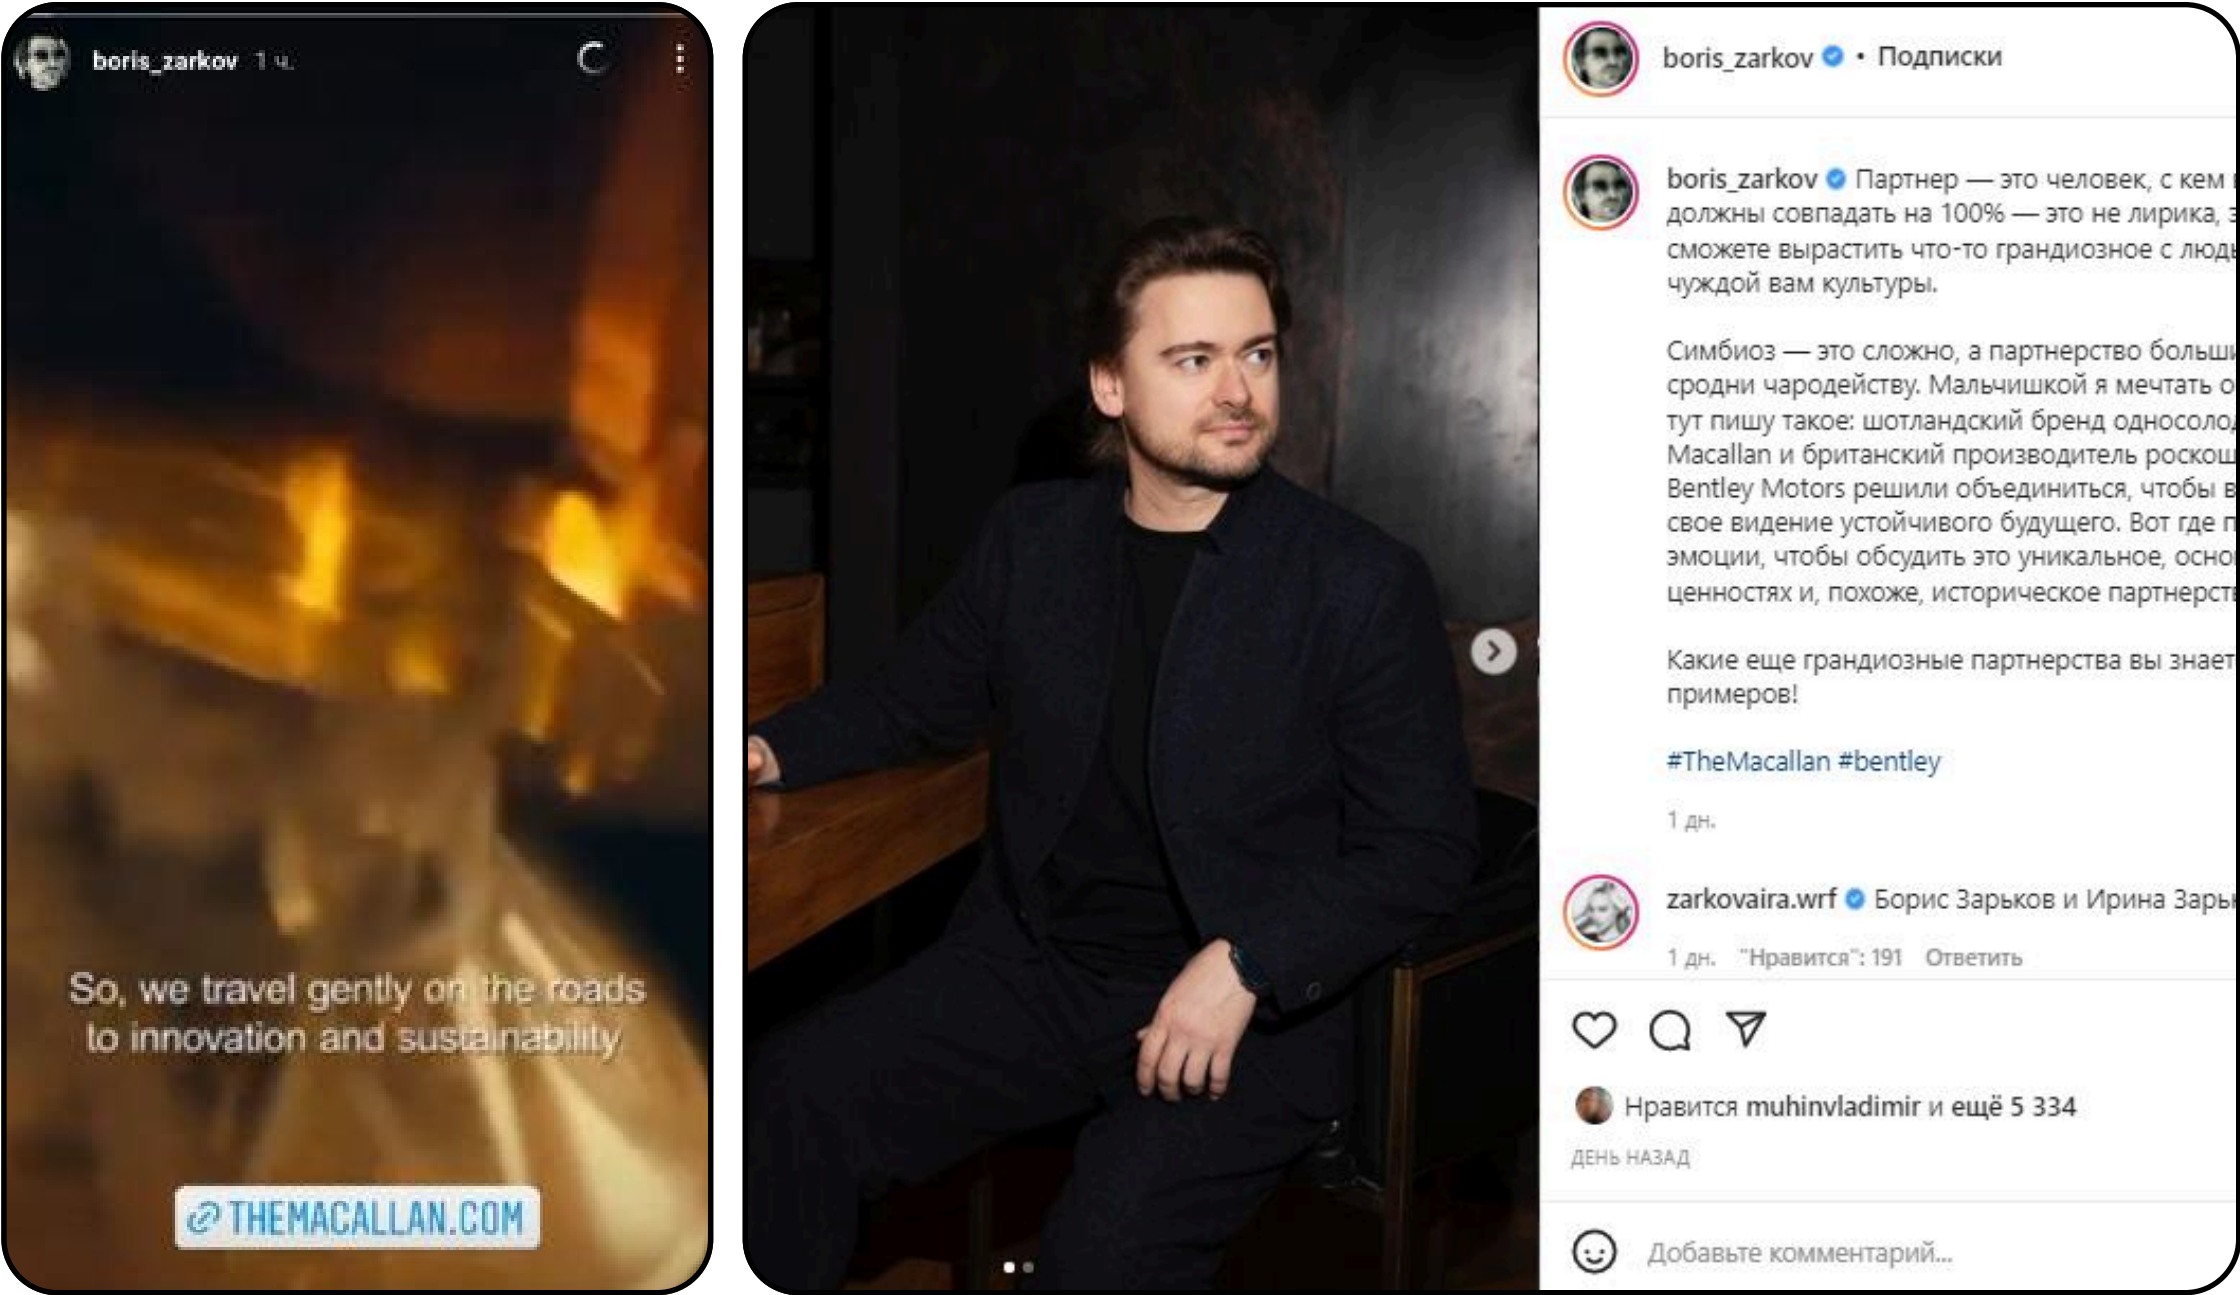 boris_zarkov 1 ч.
So, we travel gently on the roads
to innovation and sustainability
THEMACALLAN.COM
boris_zarkov • Подписки
boris_zarkov Партнер — это человек, с кем
должны совпадать на 100% — это не лирика,
сможете вырастить что-то грандиозное с люд
чуждой вам культуры.
Симбиоз — это сложно, а партнерство больши
сродни чародейству. Мальчишкой я мечтать о
тут пишу такое: шотландский бренд односолод
Macallan и британский производитель роскош
Bentley Motors решили объединиться, чтобы в
свое видение устойчивого будущего. Вот где п
эмоции, чтобы обсудить это уникальное, осно
ценностях и, похоже, историческое партнерст
Какие еще грандиозные партнерства вы знает
примеров!
#TheMacallan #bentley
1 дн.
zarkovaira.wrf Борис Зарьков и Ирина Зарь
1 дн. "Нравится": 191 Ответить
Нравится muhinvladimir и ещё 5 334
ДЕНЬ НАЗАД
Добавьте комментарий...